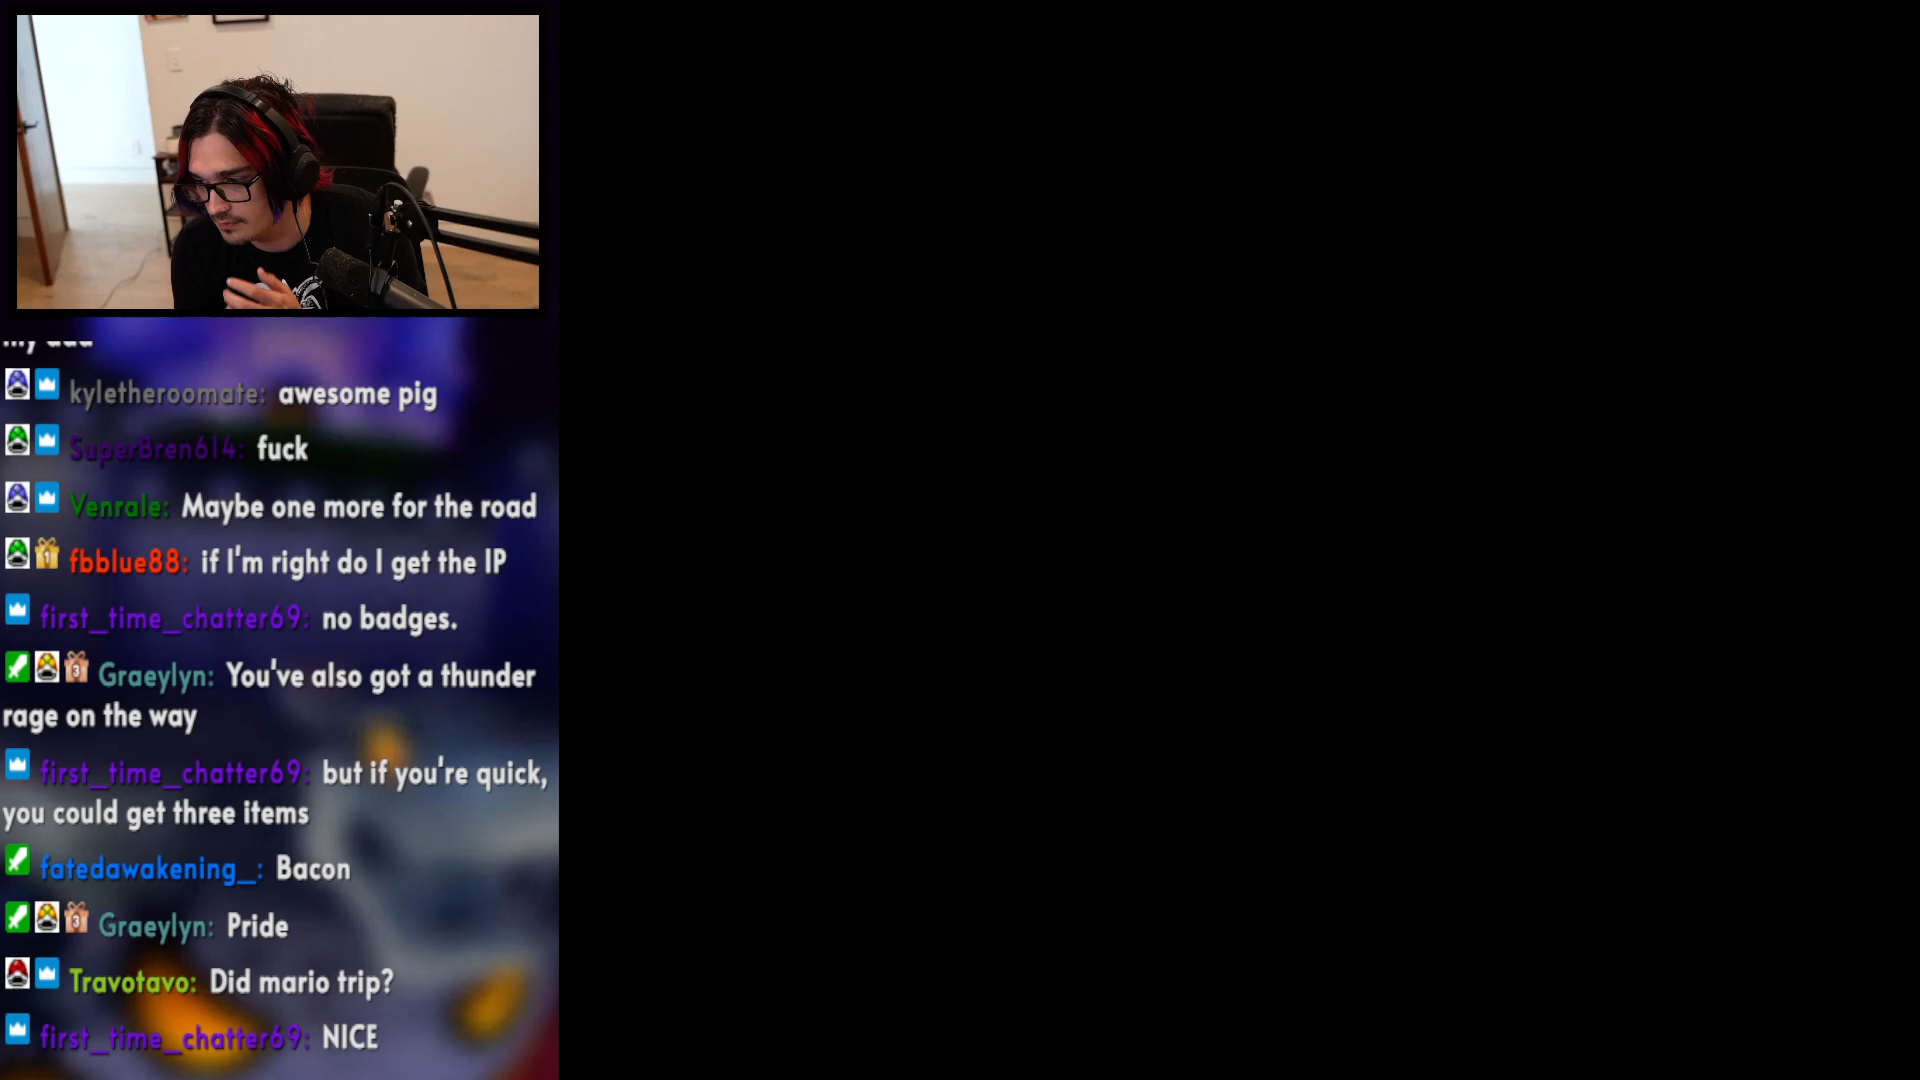 kyletheroomate: awesome pig
SuperBren614: fuck
Venrale: Maybe one more for the road
fbblue88: if I'm right do I get the IP
first_time_chatter69: no badges.
Graeylyn: You've also got a thunder
rage on the way
first_time_chatter69: but if you're quick,
you could get three items
fatedawakening_: Bacon
Graeylyn: Pride
Travotavo: Did mario trip?
first_time_chatter69: NICE